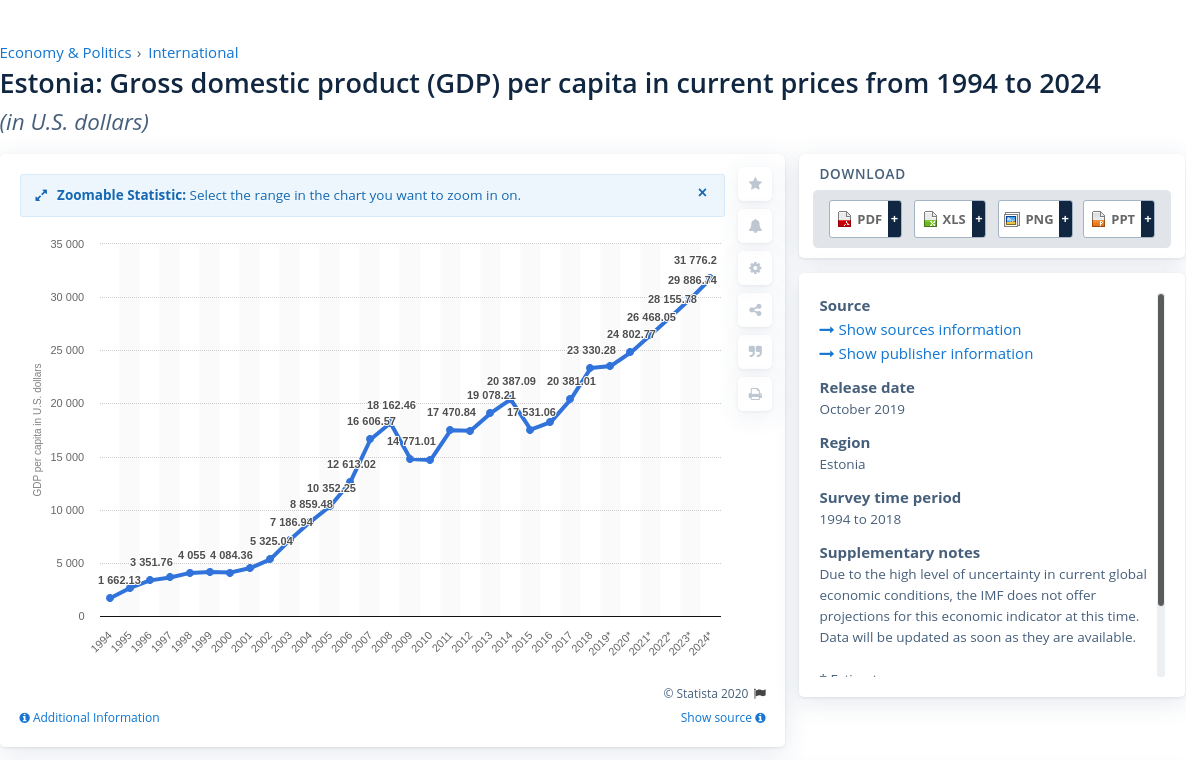 Economy & Politics › International
Estonia: Gross domestic product (GDP) per capita in current prices from 1994 to 2024
(in U.S. dollars)
Zoomable Statistic: Select the range in the chart you want to zoom in on. ×
GDP per capita in U.S. dollars
35 000
30 000
25 000
20 000
15 000
10 000
5 000
0
1 662.13
3 351.76
4 055
4 084.36
5 325.04
7 186.94
8 859.48
10 352.25
12 613.02
16 606.57
18 162.46
14 771.01
17 470.84
19 078.21
20 387.09
17 531.06
20 381.01
23 330.28
24 802.77
26 468.05
28 155.78
29 886.74
31 776.2
1994
1995
1996
1997
1998
1999
2000
2001
2002
2003
2004
2005
2006
2007
2008
2009
2010
2011
2012
2013
2014
2015
2016
2017
2018
2019*
2020*
2021*
2022*
2023*
2024*
© Statista 2020
Additional Information
Show source
DOWNLOAD
PDF + XLS + PNG + PPT +
Source
Show sources information
Show publisher information
Release date
October 2019
Region
Estonia
Survey time period
1994 to 2018
Supplementary notes
Due to the high level of uncertainty in current global
economic conditions, the IMF does not offer
projections for this economic indicator at this time.
Data will be updated as soon as they are available.